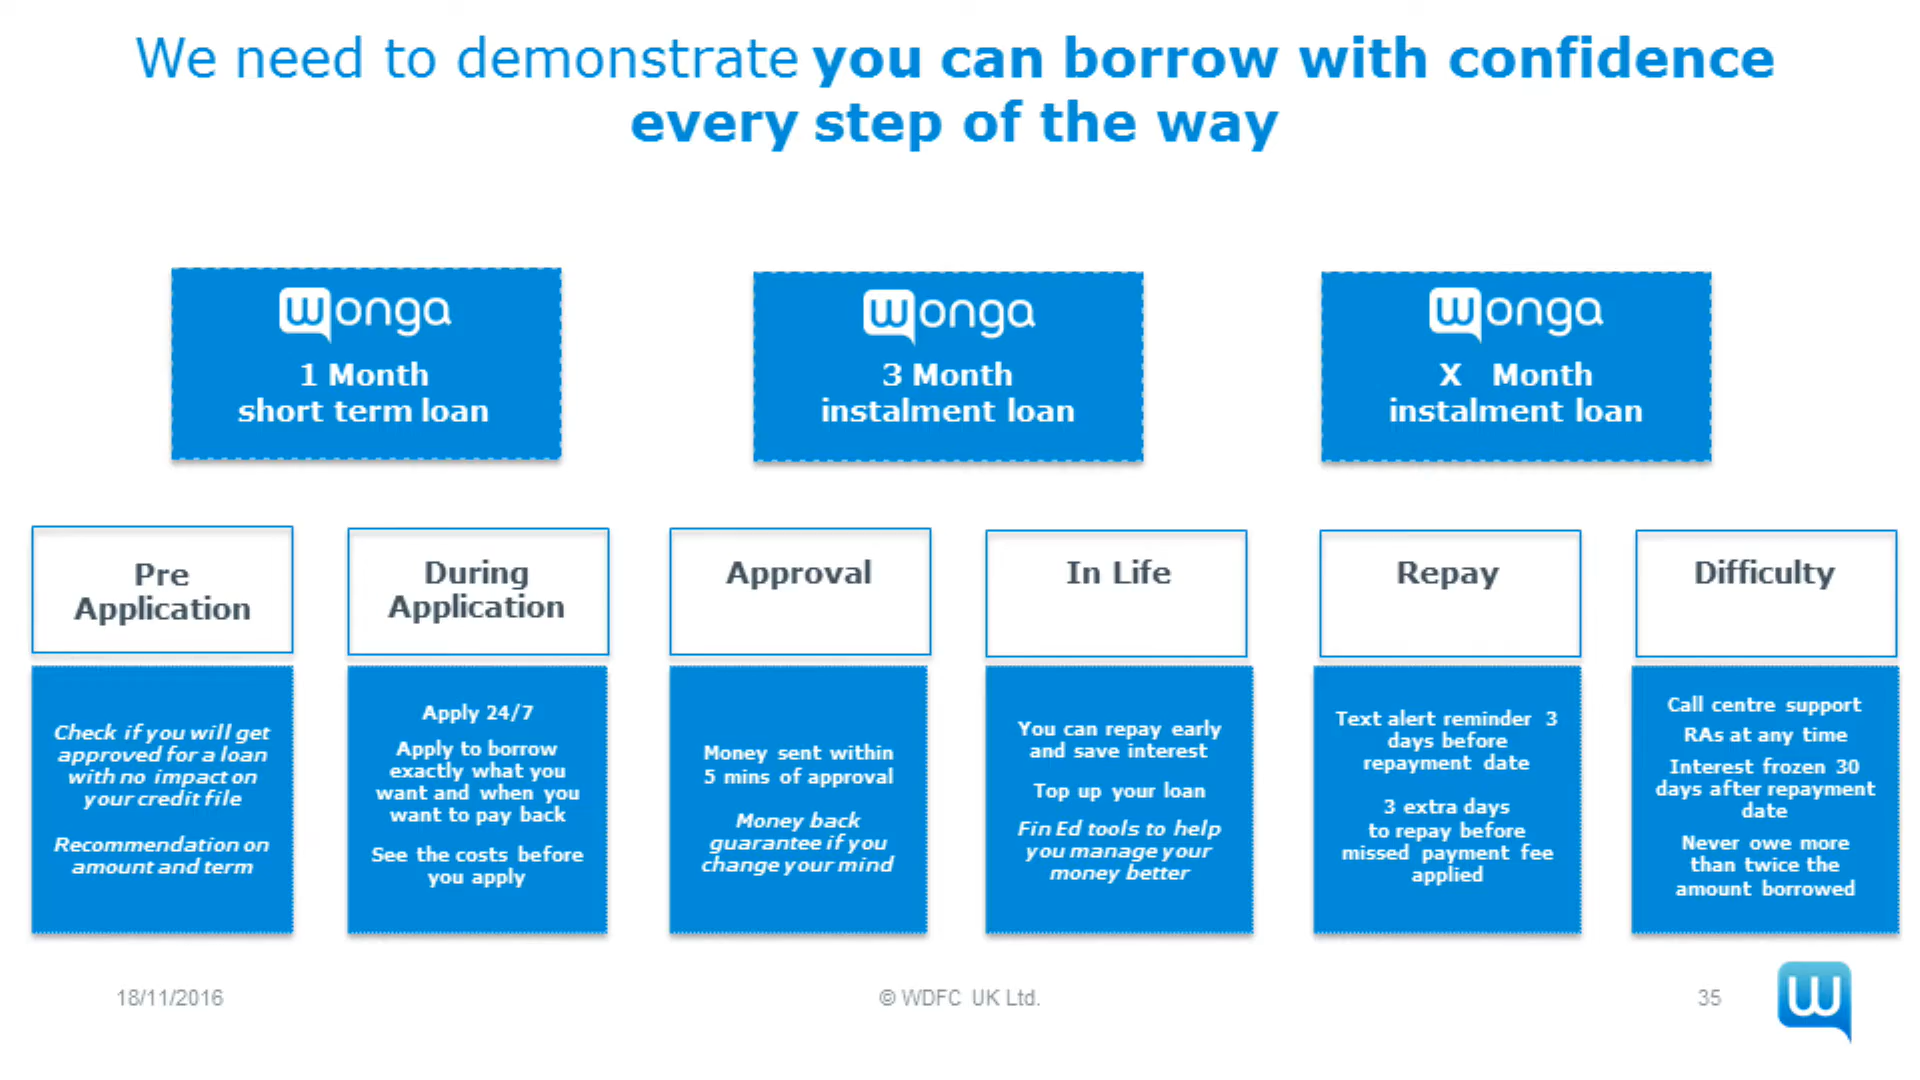 We need to demonstrate you can borrow with confidence
every step of the way
wonga
1 Month
short term loan
wonga
3 Month
instalment loan
wonga
X Month
instalment loan
Pre
Application
During
Application
Approval
In Life
Repay
Difficulty
Check if you will get
approved for a loan
with no impact on
your credit file
Recommendation on
amount and term
Apply 24/7
Apply to borrow
exactly what you
want and when you
want to pay back
See the costs before
you apply
Money sent within
5 mins of approval
Money back
guarantee if you
change your mind
You can repay early
and save interest
Top up your loan
Fin Ed tools to help
you manage your
money better
Text alert reminder 3
days before
repayment date
3 extra days
to repay before
missed payment fee
applied
Call centre support
RAs at any time
Interest frozen 30
days after repayment
date
Never owe more
than twice the
amount borrowed
18/11/2016
© WDFC UK Ltd.
35
w